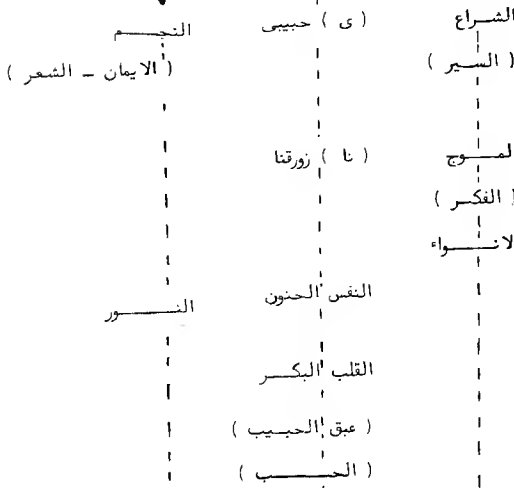 الشراع ( ى ) حبيبى النجم
( السير ) ( الايمان - الشعر )
لموج ( نا ) زورقنا
( الفكر )
لانواء
النفس الحنون النور
القلب البكر
( عبق الحبيب )
( الحب )